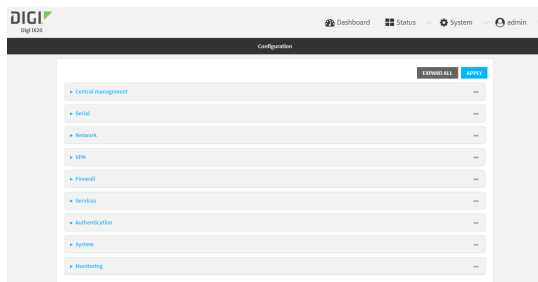 DIGI
Digi IX20
Dashboard Status System admin
Configuration
EXPAND ALL APPLY
Central management
Serial
Network
VPN
Firewall
Services
Authentication
System
Monitoring